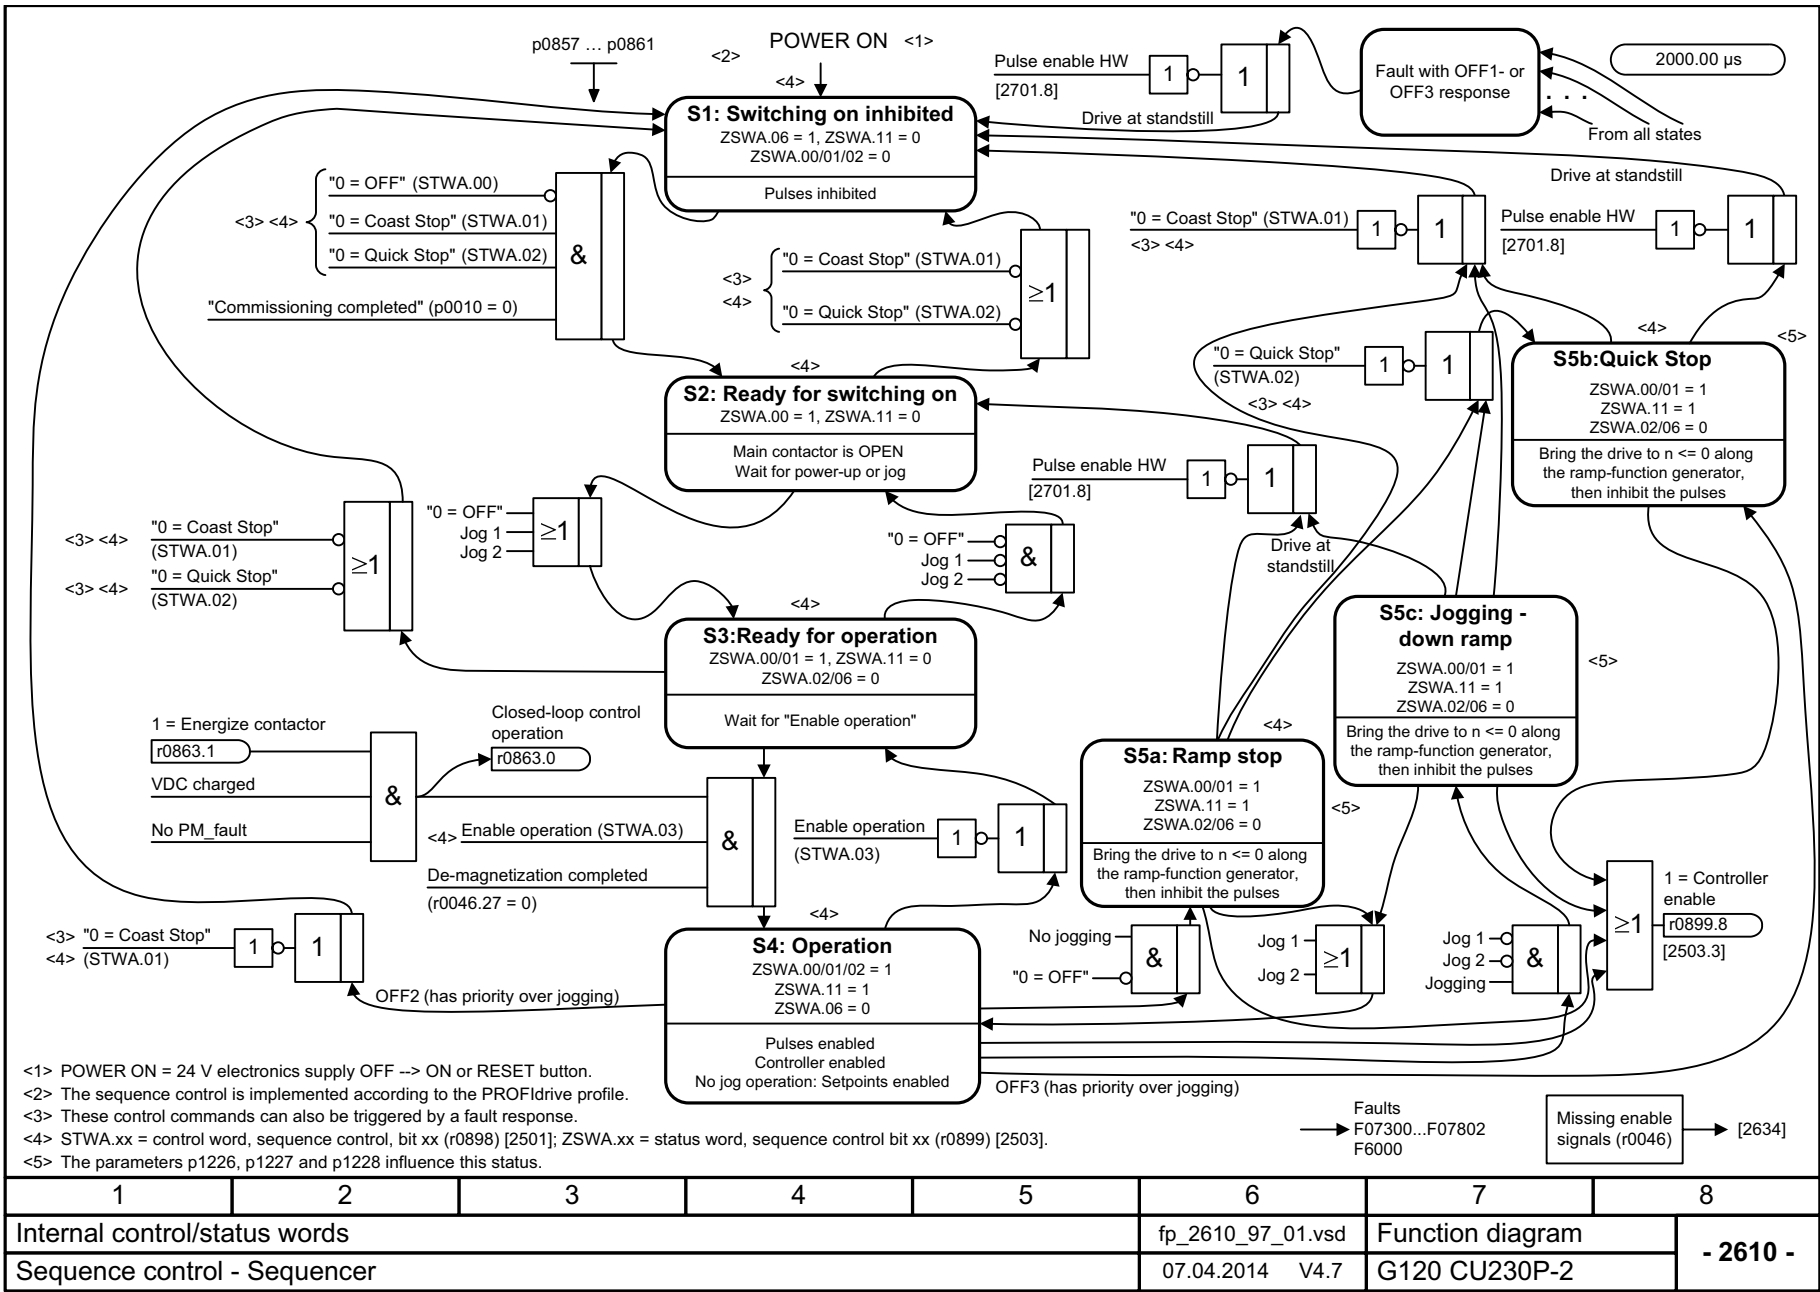 p0857 ... p0861
<2>
POWER ON <1>
<4>
S1: Switching on inhibited
ZSWA.06 = 1, ZSWA.11 = 0
ZSWA.00/01/02 = 0
Pulses inhibited
Pulse enable HW
[2701.8]
1
1
Drive at standstill
Fault with OFF1- or
OFF3 response
2000.00 µs
. . .
From all states
<3> <4>
"0 = OFF" (STWA.00)
"0 = Coast Stop" (STWA.01)
"0 = Quick Stop" (STWA.02)
"Commissioning completed" (p0010 = 0)
&
<3>
<4>
"0 = Coast Stop" (STWA.01)
"0 = Quick Stop" (STWA.02)
≥1
"0 = Coast Stop" (STWA.01)
<3> <4>
1
1
Drive at standstill
Pulse enable HW
[2701.8]
1
1
"0 = Quick Stop"
(STWA.02)
<3> <4>
1
1
<4>
<5>
S5b:Quick Stop
ZSWA.00/01 = 1
ZSWA.11 = 1
ZSWA.02/06 = 0
Bring the drive to n <= 0 along
the ramp-function generator,
then inhibit the pulses
<4>
S2: Ready for switching on
ZSWA.00 = 1, ZSWA.11 = 0
Main contactor is OPEN
Wait for power-up or jog
Pulse enable HW
[2701.8]
1
1
Drive at
standstill
<3> <4>
"0 = Coast Stop"
(STWA.01)
<3> <4>
"0 = Quick Stop"
(STWA.02)
≥1
"0 = OFF"
Jog 1
Jog 2
≥1
"0 = OFF"
Jog 1
Jog 2
&
<4>
S3:Ready for operation
ZSWA.00/01 = 1, ZSWA.11 = 0
ZSWA.02/06 = 0
Wait for "Enable operation"
S5c: Jogging -
down ramp
ZSWA.00/01 = 1
ZSWA.11 = 1
ZSWA.02/06 = 0
Bring the drive to n <= 0 along
the ramp-function generator,
then inhibit the pulses
<5>
<4>
S5a: Ramp stop
ZSWA.00/01 = 1
ZSWA.11 = 1
ZSWA.02/06 = 0
Bring the drive to n <= 0 along
the ramp-function generator,
then inhibit the pulses
<5>
1 = Energize contactor
r0863.1
VDC charged
No PM_fault
&
Closed-loop control
operation
r0863.0
<4> Enable operation (STWA.03)
De-magnetization completed
(r0046.27 = 0)
&
Enable operation
(STWA.03)
1
1
<3> "0 = Coast Stop"
<4> (STWA.01)
1
1
OFF2 (has priority over jogging)
<4>
S4: Operation
ZSWA.00/01/02 = 1
ZSWA.11 = 1
ZSWA.06 = 0
Pulses enabled
Controller enabled
No jog operation: Setpoints enabled
No jogging
"0 = OFF"
&
Jog 1
Jog 2
≥1
Jog 1
Jog 2
Jogging
&
≥1
1 = Controller
enable
r0899.8
[2503.3]
OFF3 (has priority over jogging)
<1> POWER ON = 24 V electronics supply OFF --> ON or RESET button.
<2> The sequence control is implemented according to the PROFIdrive profile.
<3> These control commands can also be triggered by a fault response.
<4> STWA.xx = control word, sequence control, bit xx (r0898) [2501]; ZSWA.xx = status word, sequence control bit xx (r0899) [2503].
<5> The parameters p1226, p1227 and p1228 influence this status.
Faults
F07300...F07802
F6000
Missing enable
signals (r0046)
[2634]
1 2 3 4 5 6 7 8
Internal control/status words
fp_2610_97_01.vsd
Function diagram
- 2610 -
Sequence control - Sequencer
07.04.2014 V4.7
G120 CU230P-2